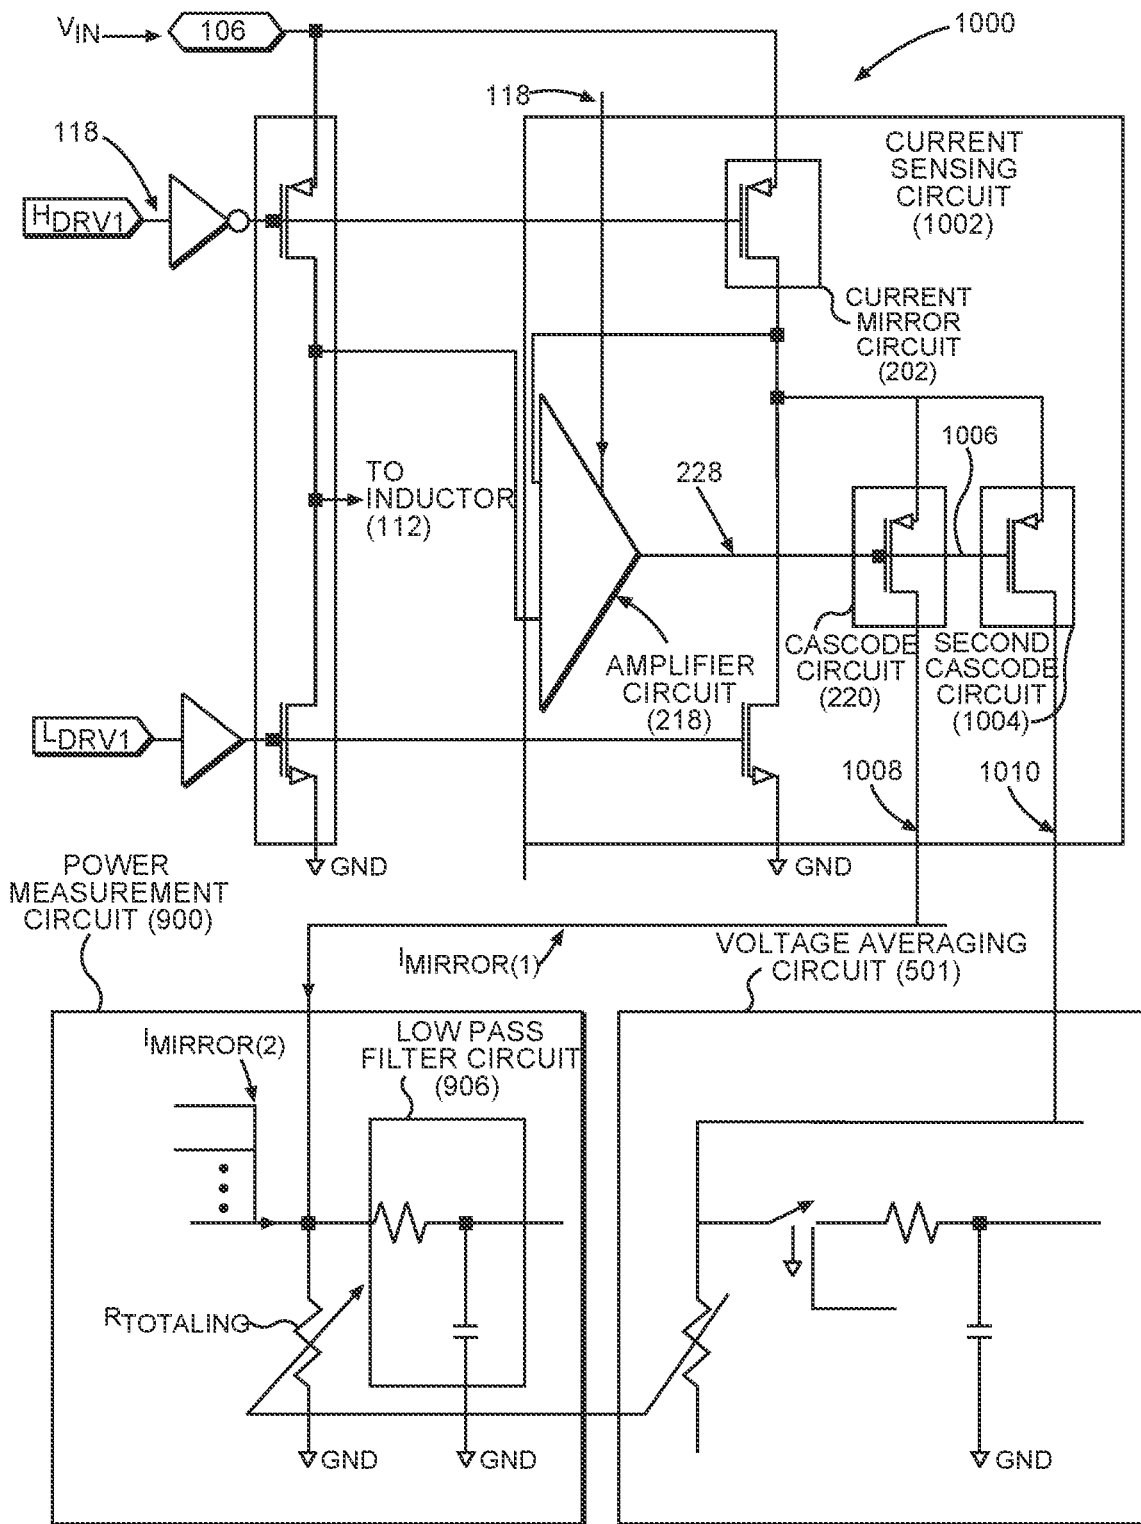 VIN
106
1000
118
118
HDRV1
CURRENT
SENSING
CIRCUIT
(1002)
CURRENT
MIRROR
CIRCUIT
(202)
TO
INDUCTOR
(112)
228
1006
AMPLIFIER
CIRCUIT
(218)
CASCODE
CIRCUIT
(220)
SECOND
CASCODE
CIRCUIT
(1004)
LDRV1
1008
1010
GND
GND
POWER
MEASUREMENT
CIRCUIT (900)
IMIRROR(1)
VOLTAGE AVERAGING
CIRCUIT (501)
IMIRROR(2)
LOW PASS
FILTER CIRCUIT
(906)
RTOTALING
GND
GND
GND